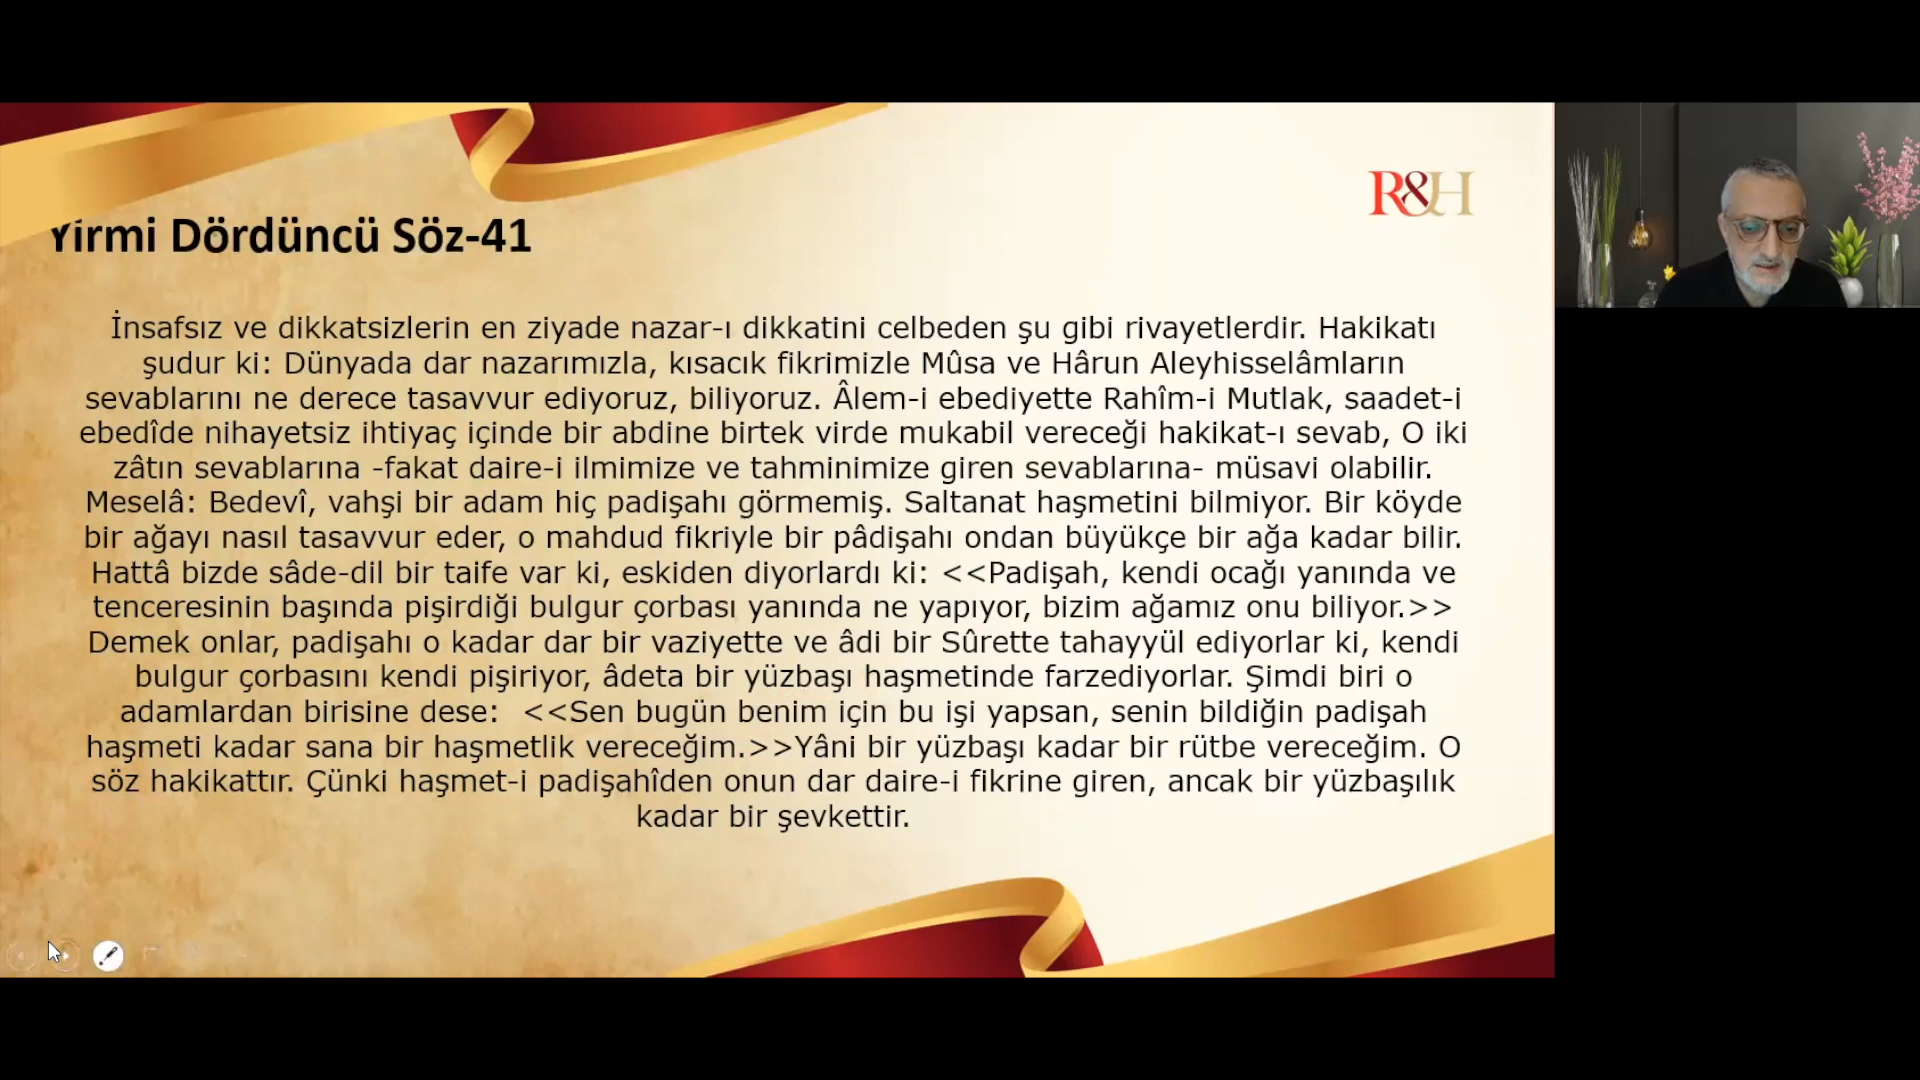 R&H
Yirmi Dördüncü Söz-41
İnsafsız ve dikkatsizlerin en ziyade nazar-ı dikkatini celbeden şu gibi rivayetlerdir. Hakikatı
şudur ki: Dünyada dar nazarımızla, kısacık fikrimizle Mûsa ve Hârun Aleyhisselâmların
sevablarını ne derece tasavvur ediyoruz, biliyoruz. Âlem-i ebediyette Rahîm-i Mutlak, saadet-i
ebedîde nihayetsiz ihtiyaç içinde bir abdine birtek virde mukabil vereceği hakikat-ı sevab, O iki
zâtın sevablarına -fakat daire-i ilmimize ve tahminimize giren sevablarına- müsavi olabilir.
Meselâ: Bedevî, vahşi bir adam hiç padişahı görmemiş. Saltanat haşmetini bilmiyor. Bir köyde
bir ağayı nasıl tasavvur eder, o mahdud fikriyle bir pâdişahı ondan büyükçe bir ağa kadar bilir.
Hattâ bizde sâde-dil bir taife var ki, eskiden diyorlardı ki: <<Padişah, kendi ocağı yanında ve
tenceresinin başında pişirdiği bulgur çorbası yanında ne yapıyor, bizim ağamız onu biliyor.>>
Demek onlar, padişahı o kadar dar bir vaziyette ve âdi bir Sûrette tahayyül ediyorlar ki, kendi
bulgur çorbasını kendi pişiriyor, âdeta bir yüzbaşı haşmetinde farzediyorlar. Şimdi biri o
adamlardan birisine dese:  <<Sen bugün benim için bu işi yapsan, senin bildiğin padişah
haşmeti kadar sana bir haşmetlik vereceğim.>>Yâni bir yüzbaşı kadar bir rütbe vereceğim. O
söz hakikattır. Çünki haşmet-i padişahîden onun dar daire-i fikrine giren, ancak bir yüzbaşılık
kadar bir şevkettir.